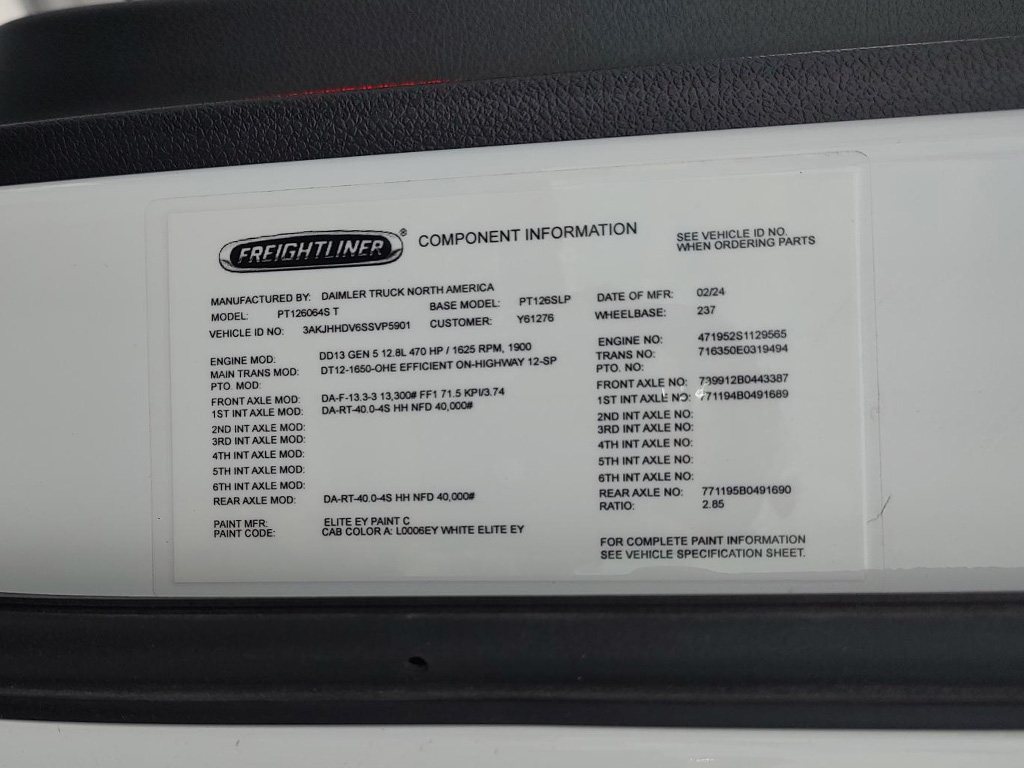 FREIGHTLINER® COMPONENT INFORMATION SEE VEHICLE ID NO.
WHEN ORDERING PARTS
MANUFACTURED BY: DAIMLER TRUCK NORTH AMERICA
MODEL: PT126064S T BASE MODEL: PT126SLP DATE OF MFR: 02/24
VEHICLE ID NO: 3AKJHHDV6SSVP5901 CUSTOMER: Y61276 WHEELBASE: 237
ENGINE MOD: DD13 GEN 5 12.8L 470 HP / 1625 RPM, 1900 ENGINE NO: 471952S1129565
MAIN TRANS MOD: DT12-1650-OHE EFFICIENT ON-HIGHWAY 12-SP TRANS NO: 716350E0319494
PTO. MOD: PTO. NO:
FRONT AXLE MOD: DA-F-13.3-3 13,300# FF1 71.5 KPI/3.74 FRONT AXLE NO: 739912B0443387
1ST INT AXLE MOD: DA-RT-40.0-4S HH NFD 40,000# 1ST INT AXLE NO: 771194B0491689
2ND INT AXLE MOD: 2ND INT AXLE NO:
3RD INT AXLE MOD: 3RD INT AXLE NO:
4TH INT AXLE MOD: 4TH INT AXLE NO:
5TH INT AXLE MOD: 5TH INT AXLE NO:
6TH INT AXLE MOD: 6TH INT AXLE NO:
REAR AXLE MOD: DA-RT-40.0-4S HH NFD 40,000# REAR AXLE NO: 771195B0491690
RATIO: 2.85
PAINT MFR: ELITE EY PAINT C
PAINT CODE: CAB COLOR A: L0006EY WHITE ELITE EY
FOR COMPLETE PAINT INFORMATION
SEE VEHICLE SPECIFICATION SHEET.